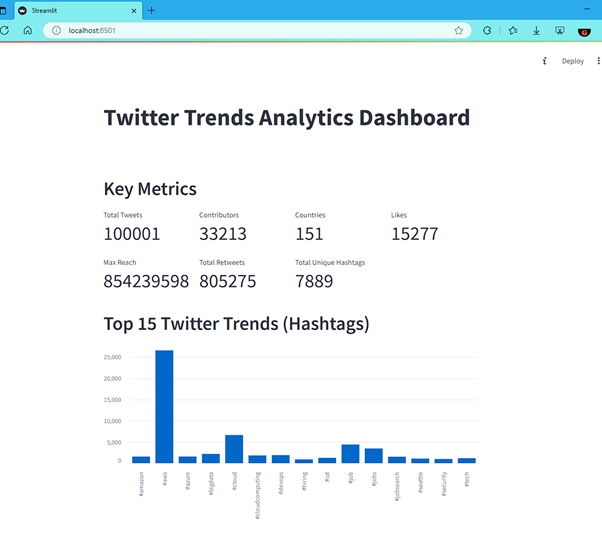 Streamlit
localhost:8501
Deploy
Twitter Trends Analytics Dashboard
Key Metrics
Total Tweets Contributors Countries Likes
100001 33213 151 15277
Max Reach Total Retweets Total Unique Hashtags
854239598 805275 7889
Top 15 Twitter Trends (Hashtags)
25,000
20,000
15,000
10,000
5,000
0
#amazon #aws #azure #bigdata #cloud #cloudcomputing #devops #hiring #iot #job #jobs #jobsearch #seattle #security #tech